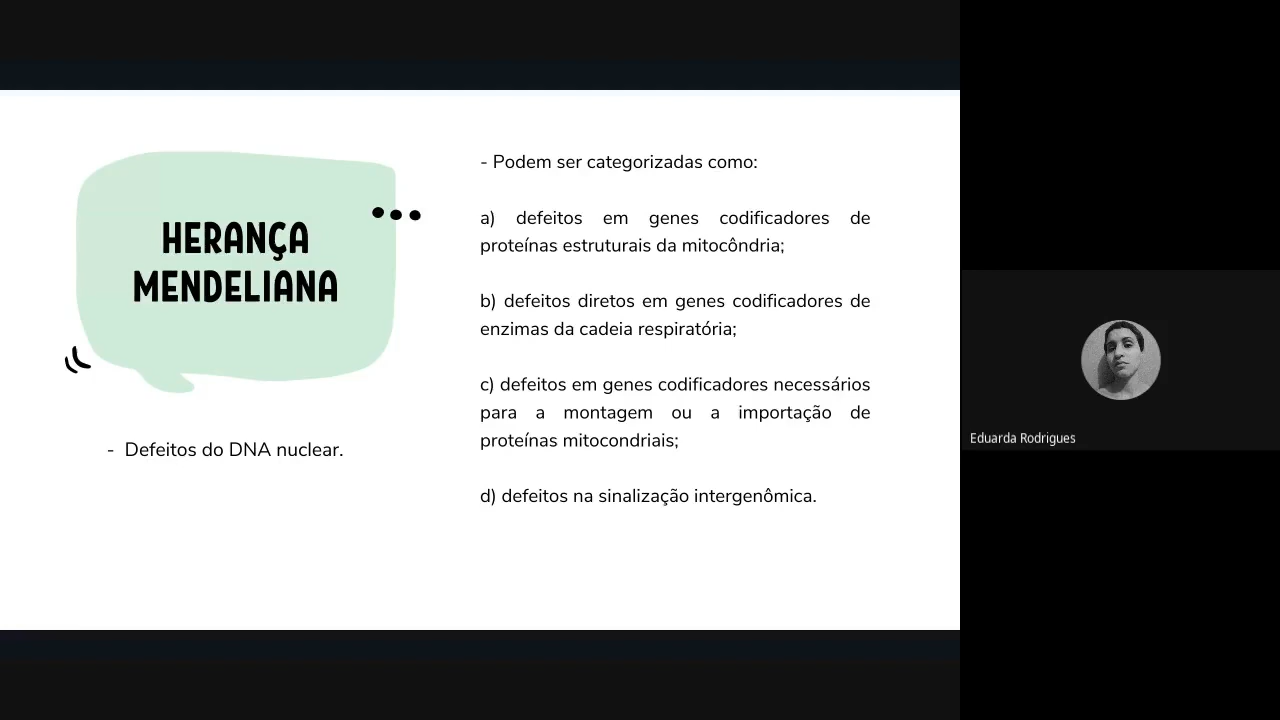 HERANÇA
MENDELIANA
- Defeitos do DNA nuclear.
- Podem ser categorizadas como:
a) defeitos em genes codificadores de
proteínas estruturais da mitocôndria;
b) defeitos diretos em genes codificadores de
enzimas da cadeia respiratória;
c) defeitos em genes codificadores necessários
para a montagem ou a importação de
proteínas mitocondriais;
d) defeitos na sinalização intergenômica.
Eduarda Rodrigues